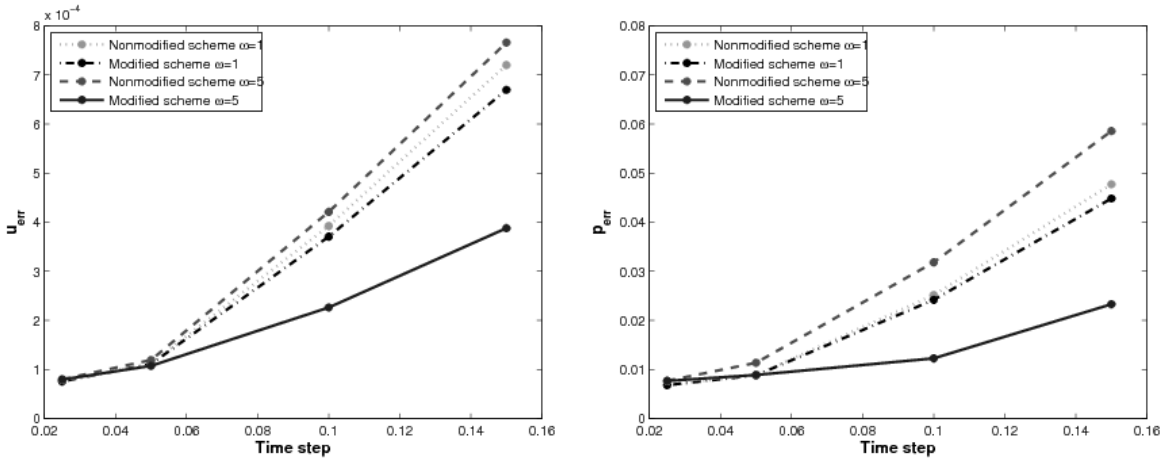 x 10⁻⁴
8
7
6
5
4
3
2
1
0
0.02 0.04 0.06 0.08 0.1 0.12 0.14 0.16
Time step
u_err
Nonmodified scheme ω=1
Modified scheme ω=1
Nonmodified scheme ω=5
Modified scheme ω=5
0.08
0.07
0.06
0.05
0.04
0.03
0.02
0.01
0
0.02 0.04 0.06 0.08 0.1 0.12 0.14 0.16
Time step
p_err
Nonmodified scheme ω=1
Modified scheme ω=1
Nonmodified scheme ω=5
Modified scheme ω=5